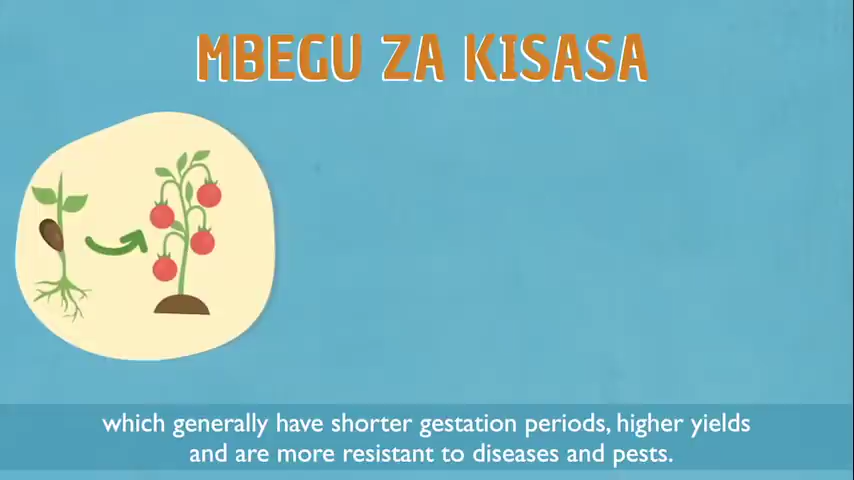 MBEGU ZA KISASA
which generally have shorter gestation periods, higher yields
and are more resistant to diseases and pests.